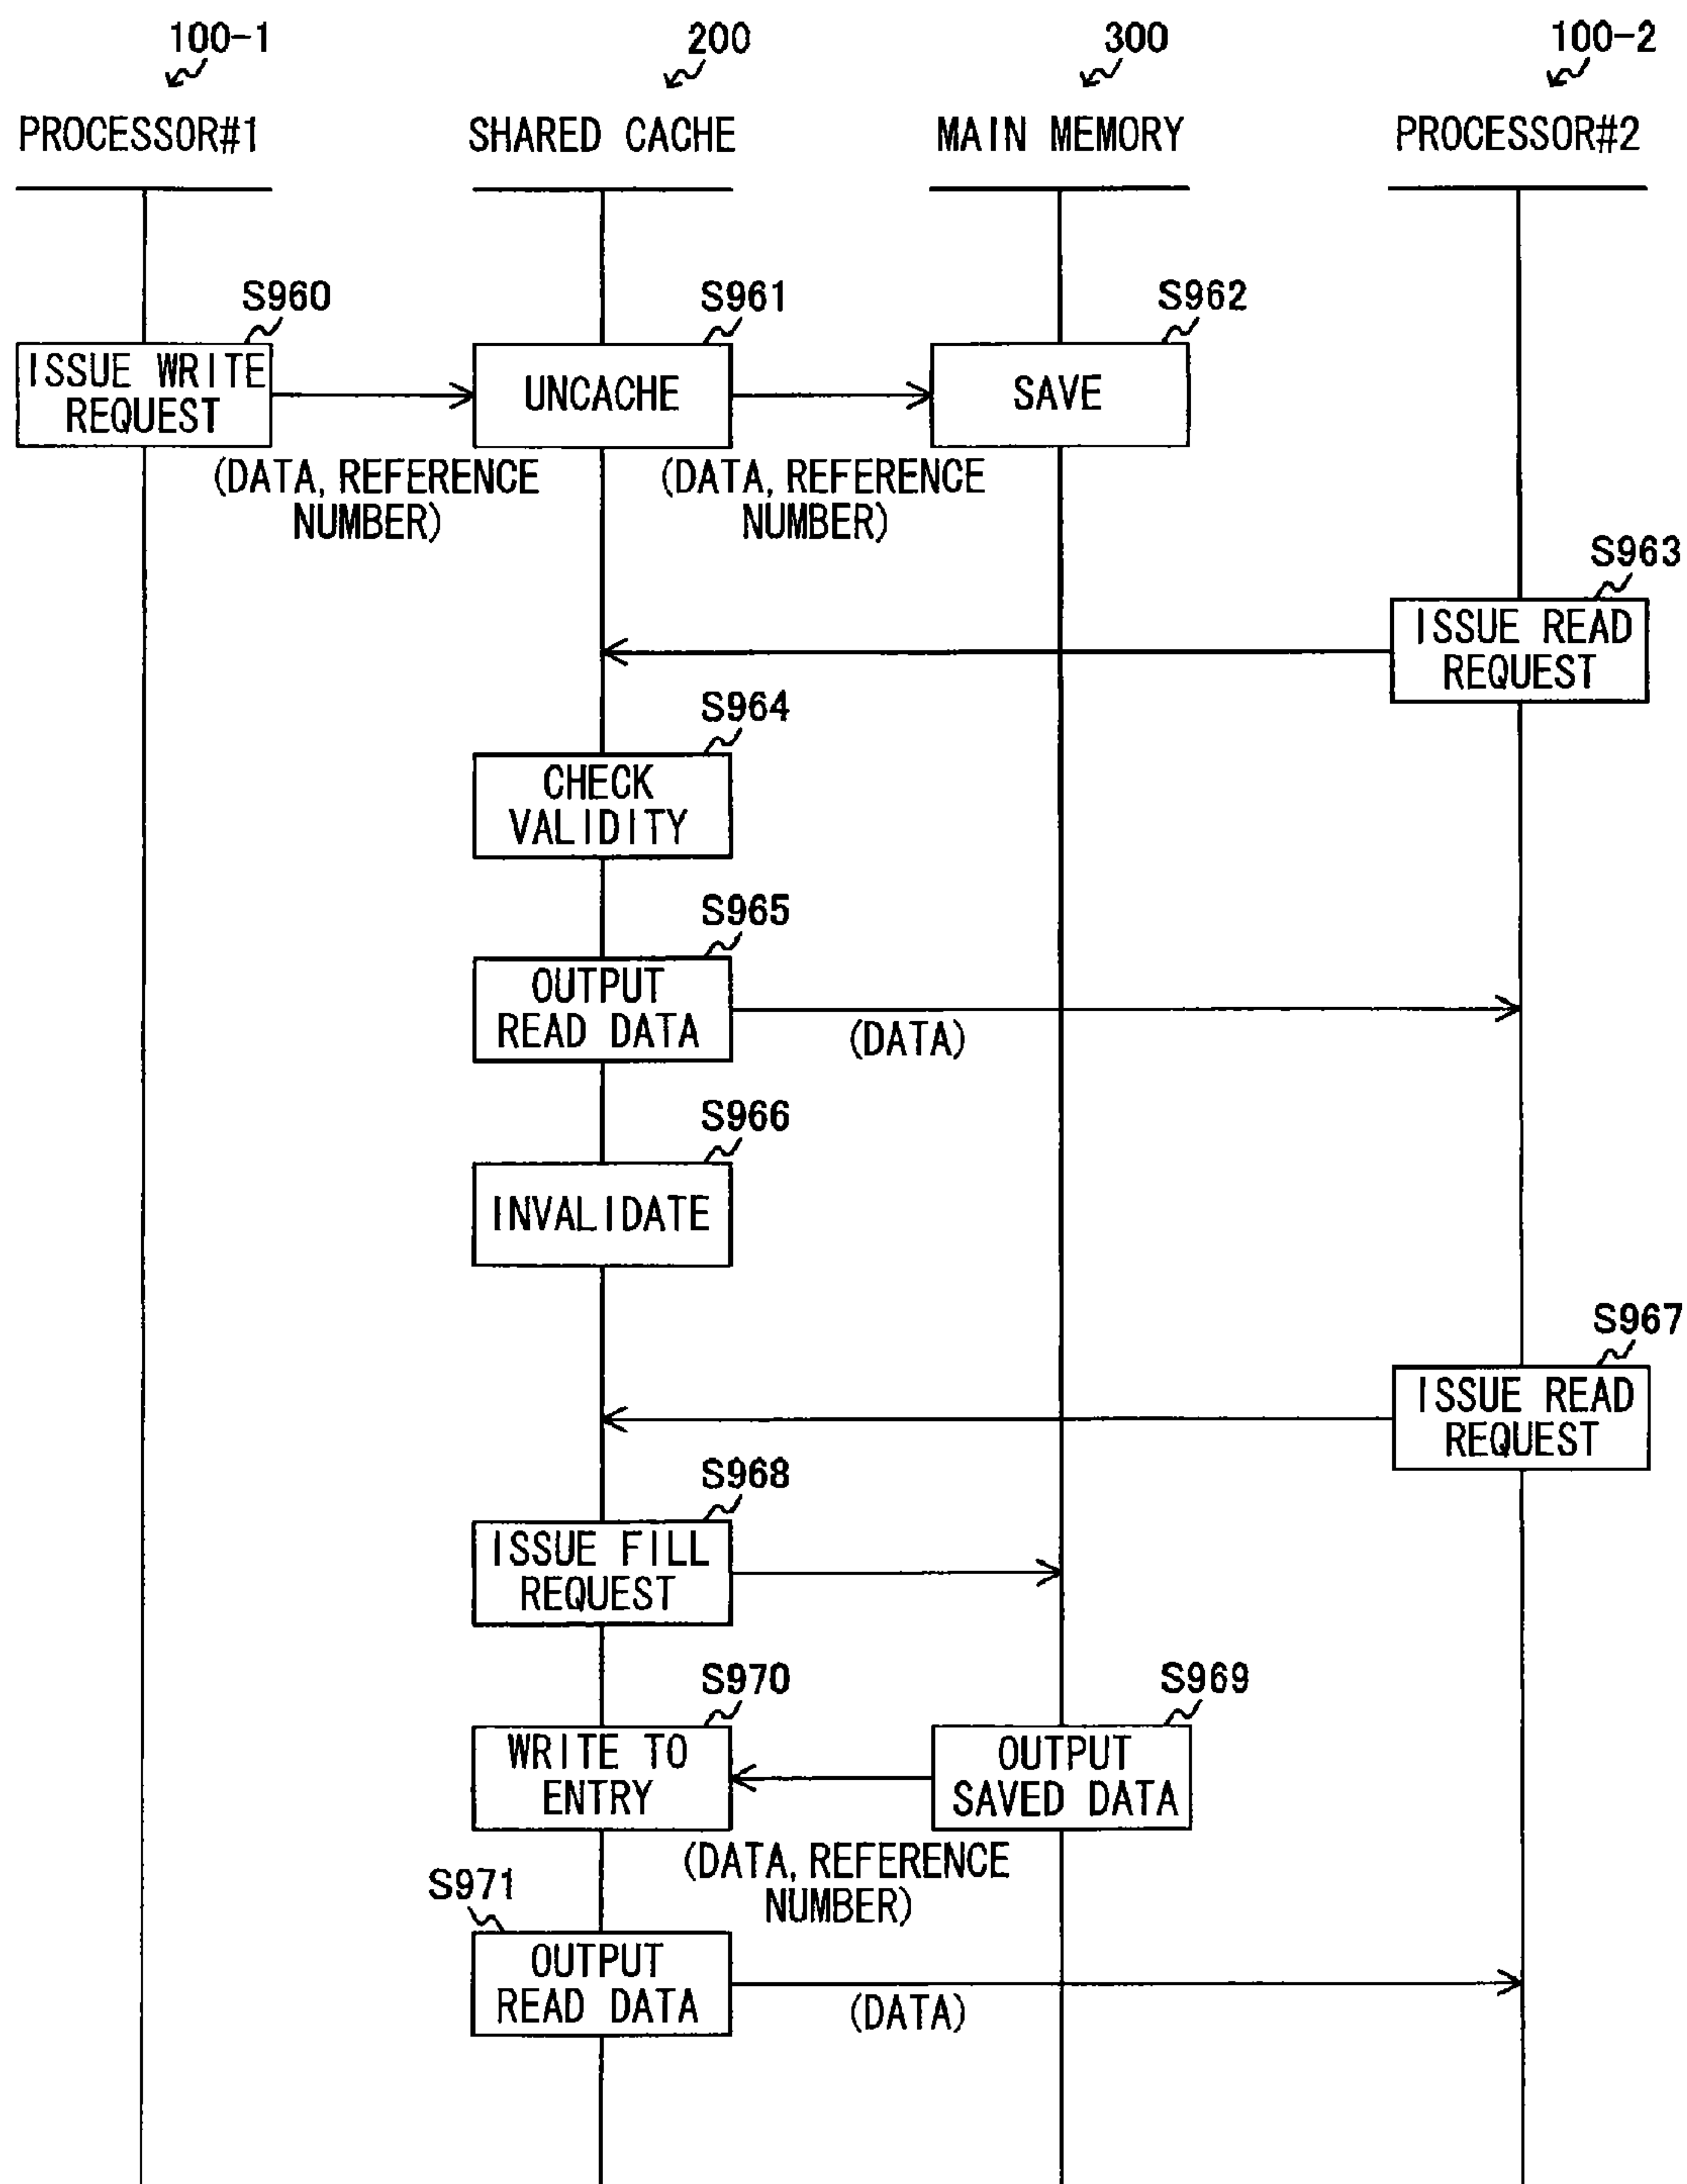 100-1
200
300
100-2
PROCESSOR#1
SHARED CACHE
MAIN MEMORY
PROCESSOR#2
S960
S961
S962
ISSUE WRITE
REQUEST
UNCACHE
SAVE
(DATA, REFERENCE
NUMBER)
(DATA, REFERENCE
NUMBER)
S963
ISSUE READ
REQUEST
S964
CHECK
VALIDITY
S965
OUTPUT
READ DATA
(DATA)
S966
INVALIDATE
S967
ISSUE READ
REQUEST
S968
ISSUE FILL
REQUEST
S970
S969
WRITE TO
ENTRY
OUTPUT
SAVED DATA
(DATA, REFERENCE
NUMBER)
S971
OUTPUT
READ DATA
(DATA)